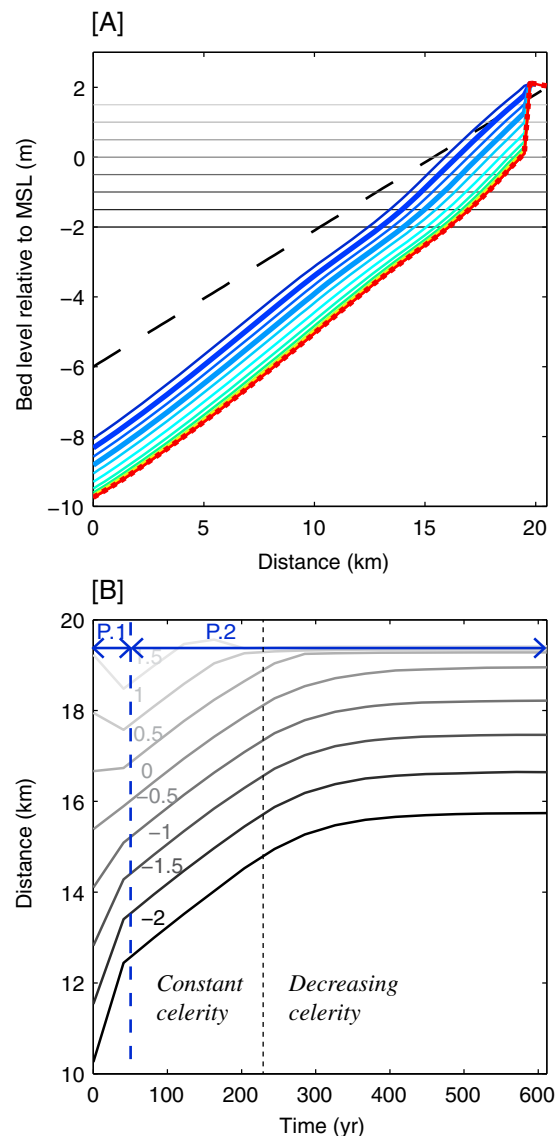 [A]
2
0
−2
−4
−6
−8
−10
Bed level relative to MSL (m)
0 5 10 15 20
Distance (km)
[B]
20
18
16
14
12
10
Distance (km)
P.1 P.2
1.5
1
0.5
0
−0.5
−1
−1.5
−2
Constant celerity
Decreasing celerity
0 100 200 300 400 500 600
Time (yr)